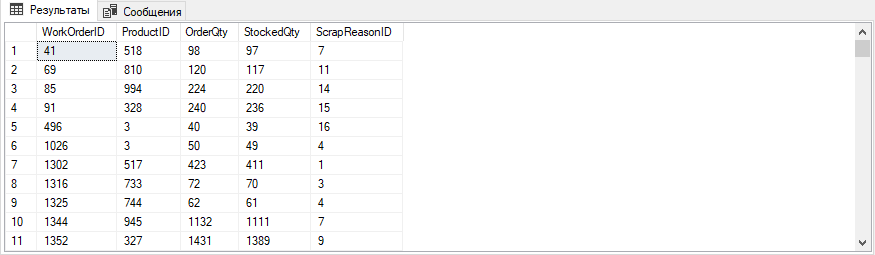 Результаты Сообщения
WorkOrderID ProductID OrderQty StockedQty ScrapReasonID
1 41 518 98 97 7
2 69 810 120 117 11
3 85 994 224 220 14
4 91 328 240 236 15
5 496 3 40 39 16
6 1026 3 50 49 4
7 1302 517 423 411 1
8 1316 733 72 70 3
9 1325 744 62 61 4
10 1344 945 1132 1111 7
11 1352 327 1431 1389 9